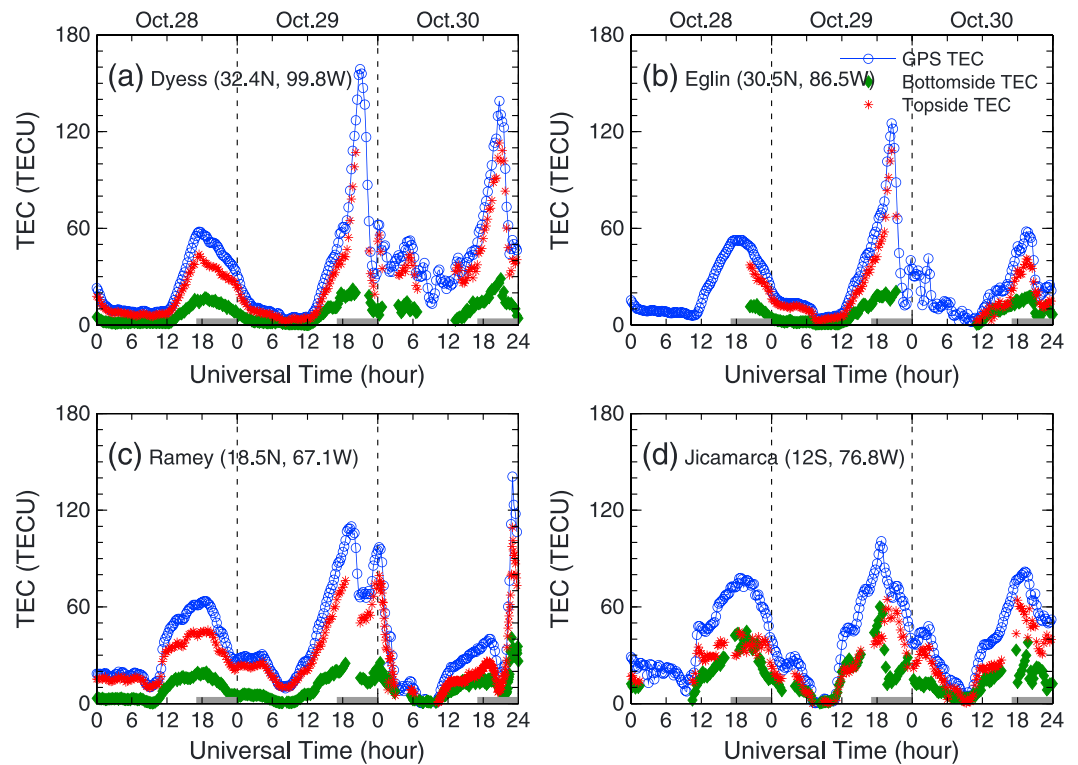 Oct.28 Oct.29 Oct.30 Oct.28 Oct.29 Oct.30
180 180
(a) Dyess (32.4N, 99.8W) (b) Eglin (30.5N, 86.5W)
GPS TEC
Bottomside TEC
Topside TEC
120 120
TEC (TECU) TEC (TECU)
60 60
0 0
0 6 12 18 0 6 12 18 0 6 12 18 24 0 6 12 18 0 6 12 18 0 6 12 18 24
Universal Time (hour) Universal Time (hour)
180 180
(c) Ramey (18.5N, 67.1W) (d) Jicamarca (12S, 76.8W)
120 120
TEC (TECU) TEC (TECU)
60 60
0 0
0 6 12 18 0 6 12 18 0 6 12 18 24 0 6 12 18 0 6 12 18 0 6 12 18 24
Universal Time (hour) Universal Time (hour)